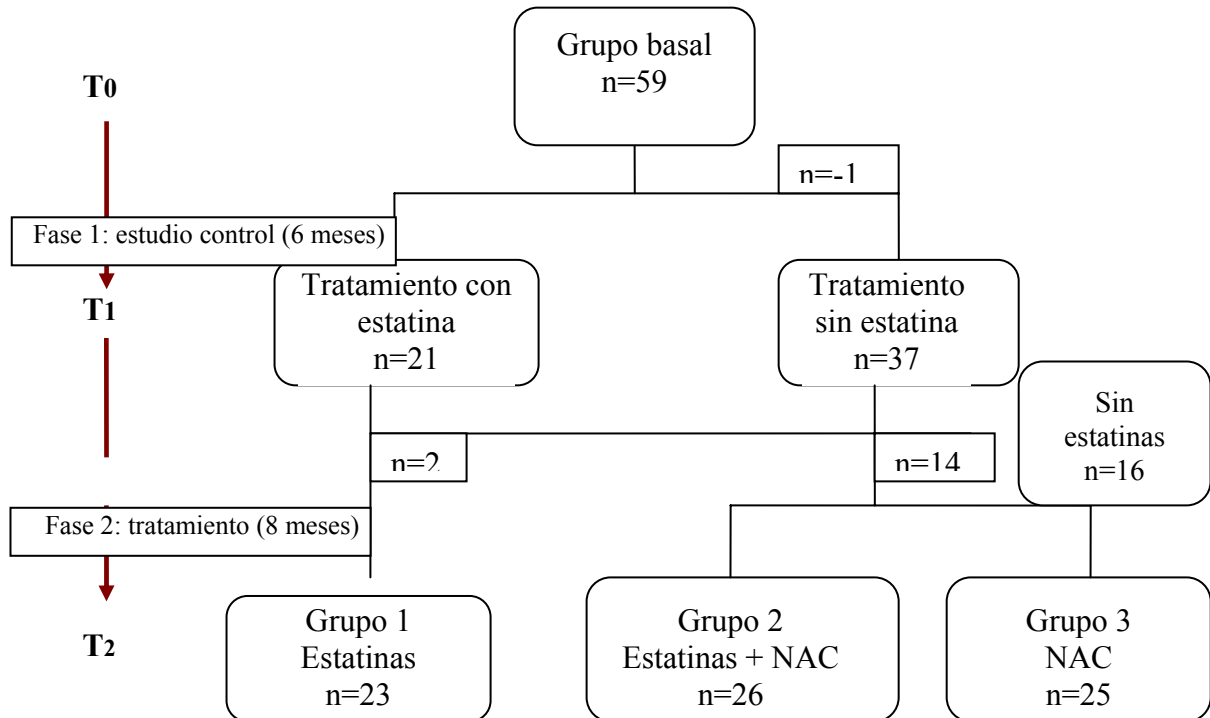 Grupo basal
n=59
T0
n=-1
Fase 1: estudio control (6 meses)
T1
Tratamiento con
estatina
n=21
Tratamiento
sin estatina
n=37
Sin
estatinas
n=16
n=2
n=14
Fase 2: tratamiento (8 meses)
T2
Grupo 1
Estatinas
n=23
Grupo 2
Estatinas + NAC
n=26
Grupo 3
NAC
n=25